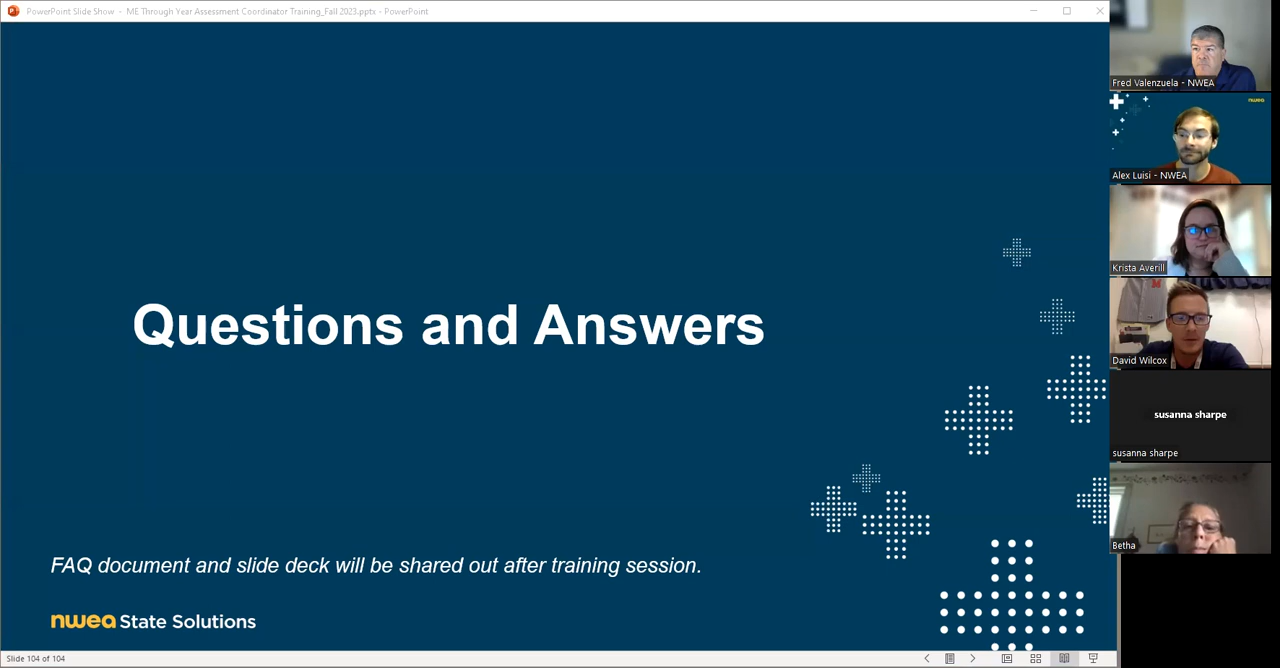 PowerPoint Slide Show - ME Through Year Assessment Coordinator Training_Fall 2023.pptx - PowerPoint
Fred Valenzuela - NWEA
nwea
Alex Luisi - NWEA
Krista Averill
M
David Wilcox
susanna sharpe
susanna sharpe
Betha
Questions and Answers
FAQ document and slide deck will be shared out after training session.
nwea State Solutions
Slide 104 of 104